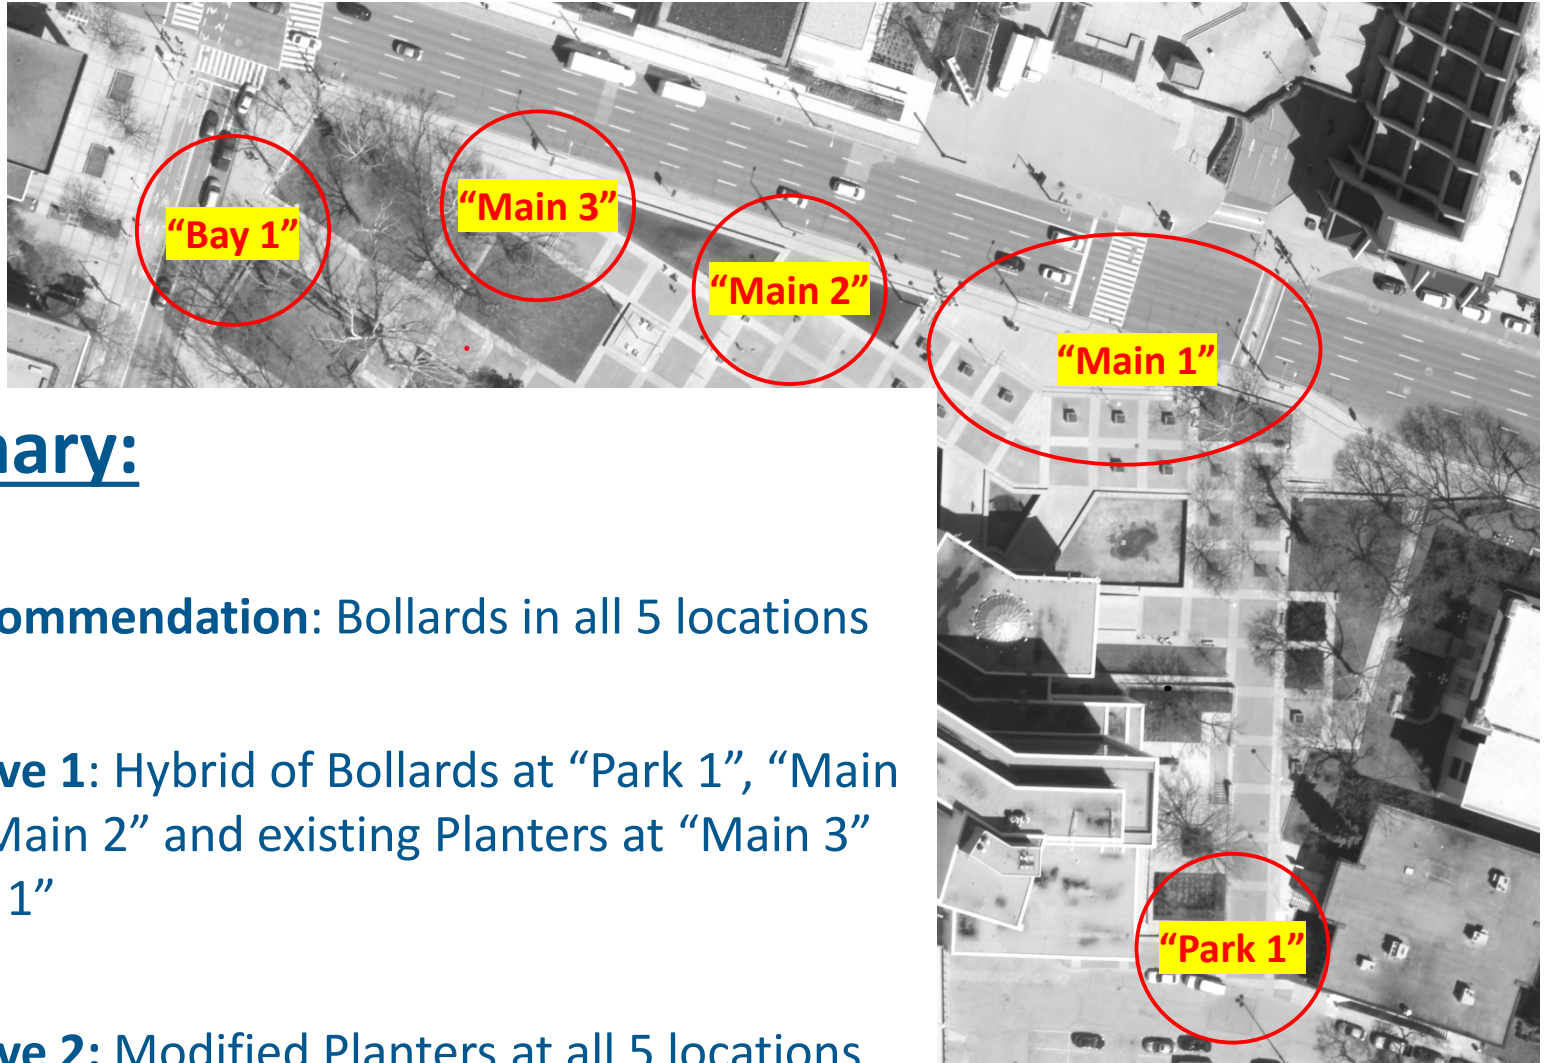 “Main 3”
“Bay 1”
“Main 2”
“Main 1”
nary:
ommendation: Bollards in all 5 locations
ve 1: Hybrid of Bollards at “Park 1”, “Main
Main 2” and existing Planters at “Main 3”
1”
“Park 1”
ve 2: Modified Planters at all 5 locations